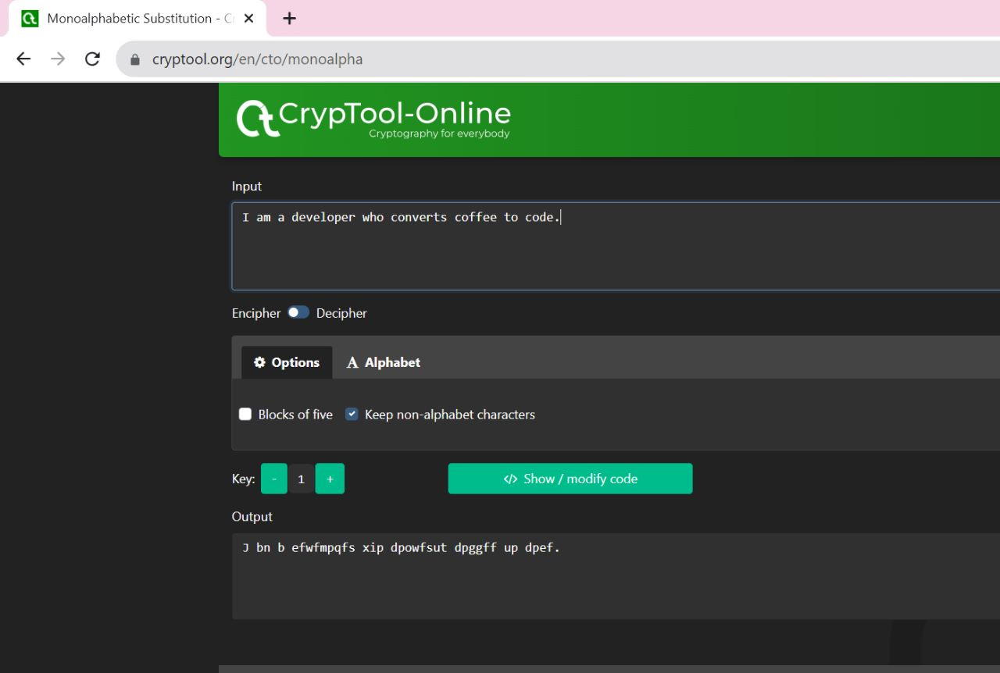 Monoalphabetic Substitution - C
cryptool.org/en/cto/monoalpha
CrypTool-Online
Cryptography for everybody
Input
I am a developer who converts coffee to code.
Encipher Decipher
Options Alphabet
Blocks of five Keep non-alphabet characters
Key: - 1 + </> Show / modify code
Output
J bn b efwfmpqfs xip dpowfsut dpggff up dpef.